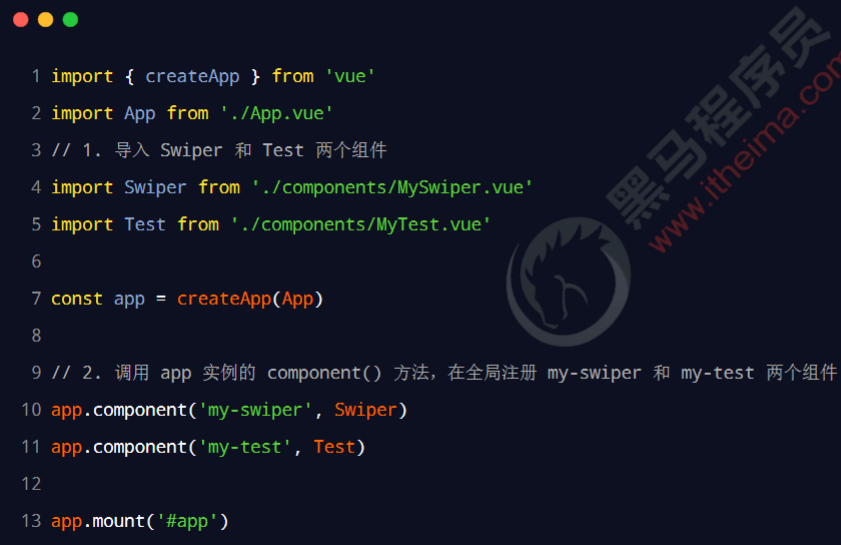 1 import { createApp } from 'vue'
2 import App from './App.vue'
3 // 1. 导入 Swiper 和 Test 两个组件
4 import Swiper from './components/MySwiper.vue'
5 import Test from './components/MyTest.vue'
6
7 const app = createApp(App)
8
9 // 2. 调用 app 实例的 component() 方法，在全局注册 my-swiper 和 my-test 两个组件
10 app.component('my-swiper', Swiper)
11 app.component('my-test', Test)
12
13 app.mount('#app')
黑马程序员
www.itheima.com